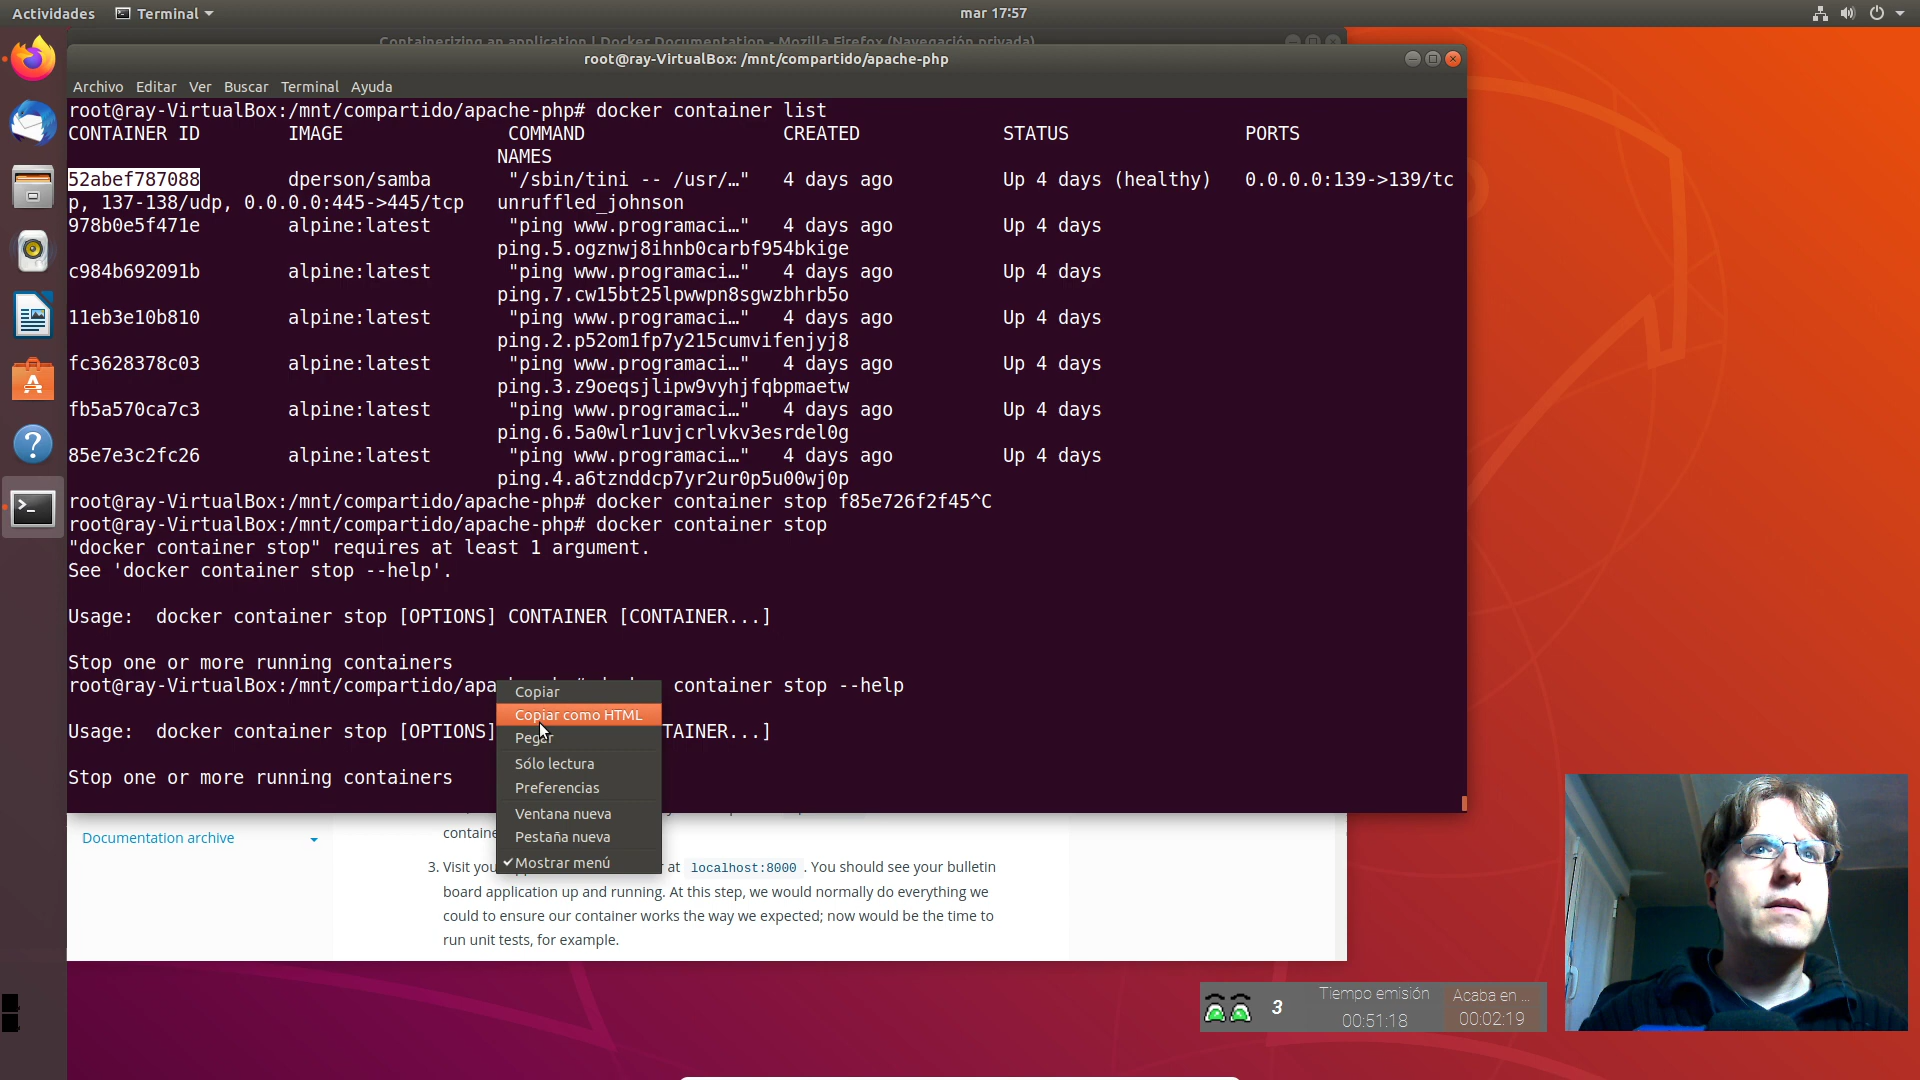 Actividades Terminal mar 17:57
Containerizing an application | Docker Documentation - Mozilla Firefox (Navegación privada)
root@ray-VirtualBox: /mnt/compartido/apache-php
Archivo Editar Ver Buscar Terminal Ayuda
root@ray-VirtualBox:/mnt/compartido/apache-php# docker container list
CONTAINER ID IMAGE COMMAND CREATED STATUS PORTS
NAMES
52abef787088 dperson/samba "/sbin/tini -- /usr/…" 4 days ago Up 4 days (healthy) 0.0.0.0:139->139/tc
p, 137-138/udp, 0.0.0.0:445->445/tcp unruffled_johnson
978b0e5f471e alpine:latest "ping www.programaci…" 4 days ago Up 4 days
ping.5.ogznwj8ihnb0carbf954bkige
c984b692091b alpine:latest "ping www.programaci…" 4 days ago Up 4 days
ping.7.cw15bt25lpwwpn8sgwzbhrb5o
11eb3e10b810 alpine:latest "ping www.programaci…" 4 days ago Up 4 days
ping.2.p52om1fp7y215cumvifenjyj8
fc3628378c03 alpine:latest "ping www.programaci…" 4 days ago Up 4 days
ping.3.z9oeqsjlipw9vyhjfqbpmaetw
fb5a570ca7c3 alpine:latest "ping www.programaci…" 4 days ago Up 4 days
ping.6.5a0wlr1uvjcrlvkv3esrdel0g
85e7e3c2fc26 alpine:latest "ping www.programaci…" 4 days ago Up 4 days
ping.4.a6tznddcp7yr2ur0p5u00wj0p
root@ray-VirtualBox:/mnt/compartido/apache-php# docker container stop f85e726f2f45^C
root@ray-VirtualBox:/mnt/compartido/apache-php# docker container stop
"docker container stop" requires at least 1 argument.
See 'docker container stop --help'.
Usage: docker container stop [OPTIONS] CONTAINER [CONTAINER...]
Stop one or more running containers
root@ray-VirtualBox:/mnt/compartido/apa container stop --help
Usage: docker container stop [OPTIONS] TAINER...]
Stop one or more running containers
Copiar
Copiar como HTML
Pegar
Sólo lectura
Preferencias
Ventana nueva
Pestaña nueva
Mostrar menú
Documentation archive
containe
3. Visit you at localhost:8000 . You should see your bulletin
board application up and running. At this step, we would normally do everything we
could to ensure our container works the way we expected; now would be the time to
run unit tests, for example.
3 Tiempo emisión Acaba en ...
00:51:18 00:02:19